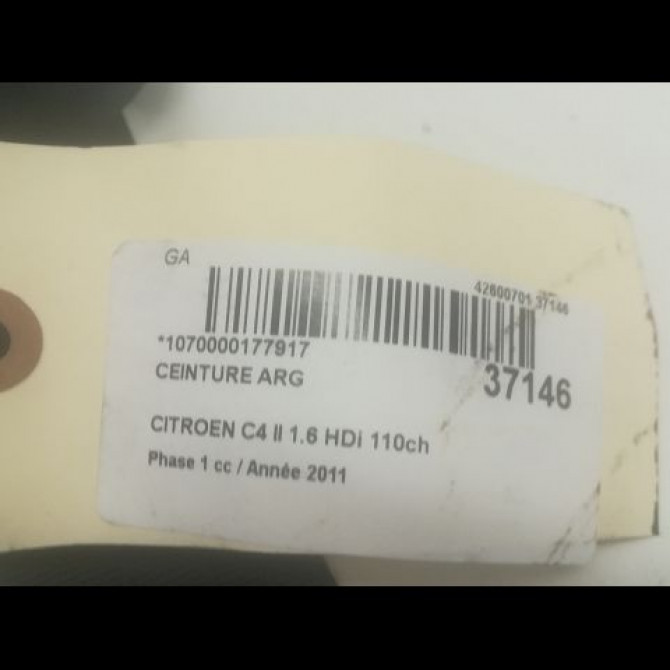 GA
42600701 37146
*1070000177917
37146
CEINTURE ARG
CITROEN C4 II 1.6 HDi 110ch
Phase 1 cc / Année 2011